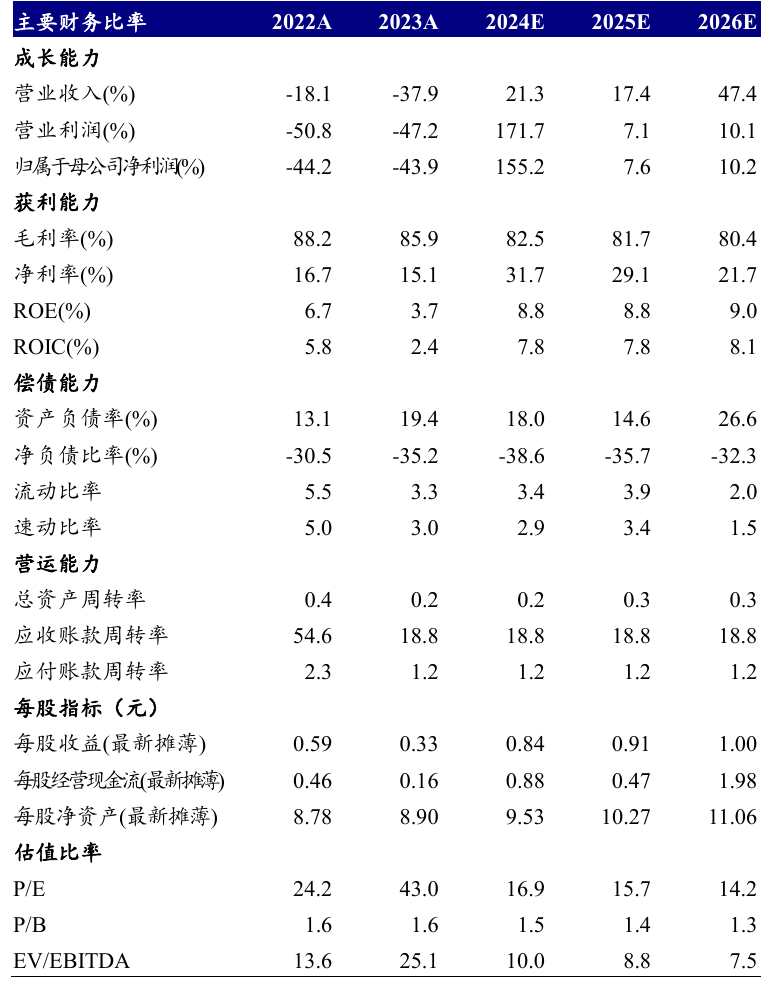 主要财务比率 2022A 2023A 2024E 2025E 2026E
成长能力
营业收入(%) -18.1 -37.9 21.3 17.4 47.4
营业利润(%) -50.8 -47.2 171.7 7.1 10.1
归属于母公司净利润(%) -44.2 -43.9 155.2 7.6 10.2
获利能力
毛利率(%) 88.2 85.9 82.5 81.7 80.4
净利率(%) 16.7 15.1 31.7 29.1 21.7
ROE(%) 6.7 3.7 8.8 8.8 9.0
ROIC(%) 5.8 2.4 7.8 7.8 8.1
偿债能力
资产负债率(%) 13.1 19.4 18.0 14.6 26.6
净负债比率(%) -30.5 -35.2 -38.6 -35.7 -32.3
流动比率 5.5 3.3 3.4 3.9 2.0
速动比率 5.0 3.0 2.9 3.4 1.5
营运能力
总资产周转率 0.4 0.2 0.2 0.3 0.3
应收账款周转率 54.6 18.8 18.8 18.8 18.8
应付账款周转率 2.3 1.2 1.2 1.2 1.2
每股指标（元）
每股收益(最新摊薄) 0.59 0.33 0.84 0.91 1.00
每股经营现金流(最新摊薄) 0.46 0.16 0.88 0.47 1.98
每股净资产(最新摊薄) 8.78 8.90 9.53 10.27 11.06
估值比率
P/E 24.2 43.0 16.9 15.7 14.2
P/B 1.6 1.6 1.5 1.4 1.3
EV/EBITDA 13.6 25.1 10.0 8.8 7.5